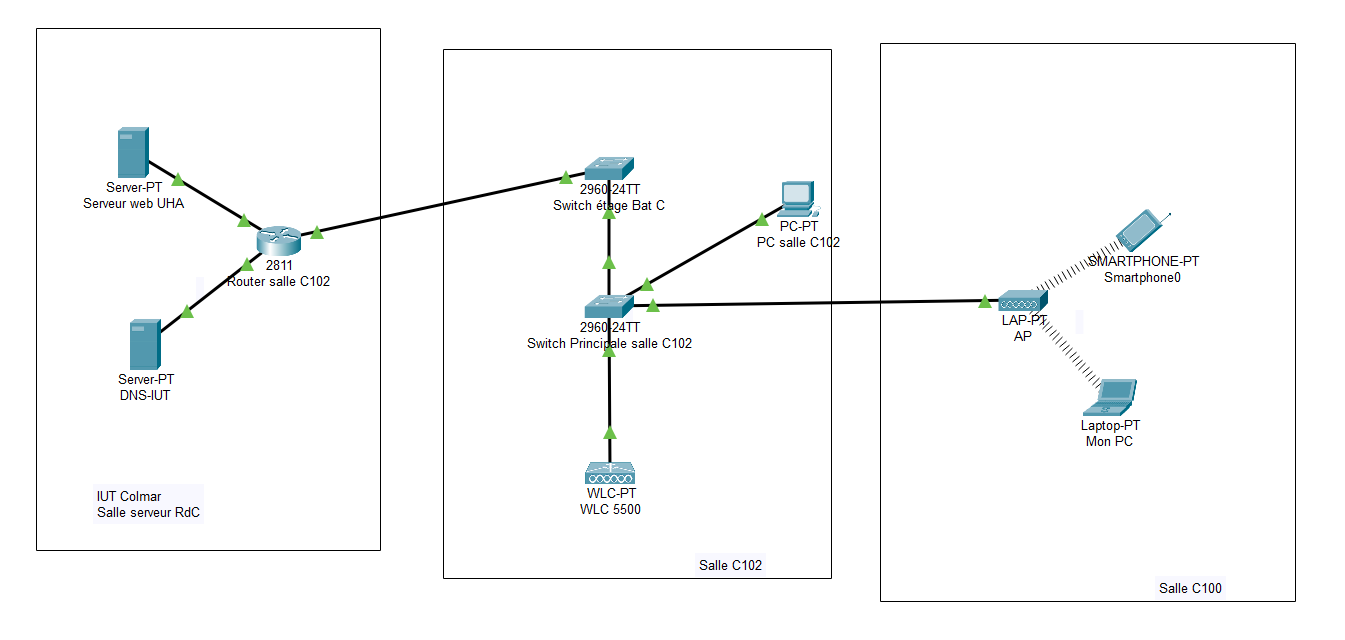 Server-PT
Serveur web UHA
2811
Router salle C102
Server-PT
DNS-IUT
IUT Colmar
Salle serveur RdC
2960-24TT
Switch étage Bat C
PC-PT
PC salle C102
2960-24TT
Switch Principale salle C102
WLC-PT
WLC 5500
Salle C102
SMARTPHONE-PT
Smartphone0
LAP-PT
AP
Laptop-PT
Mon PC
Salle C100